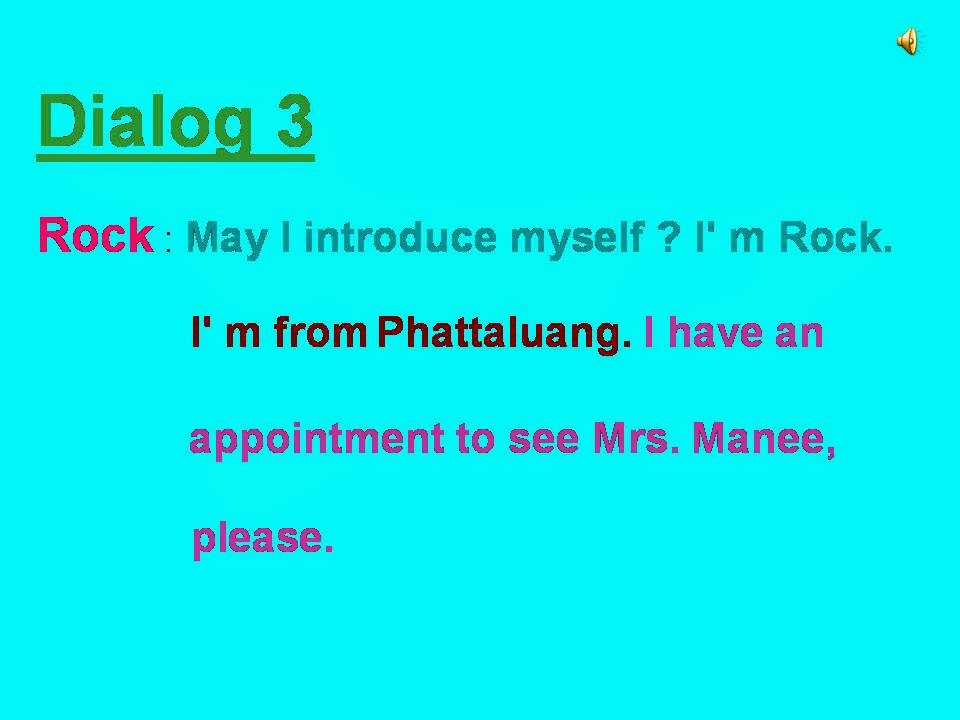 Dialog 3
Rock : May I introduce myself ? I' m Rock.
I' m from Phattaluang. I have an
appointment to see Mrs. Manee,
please.